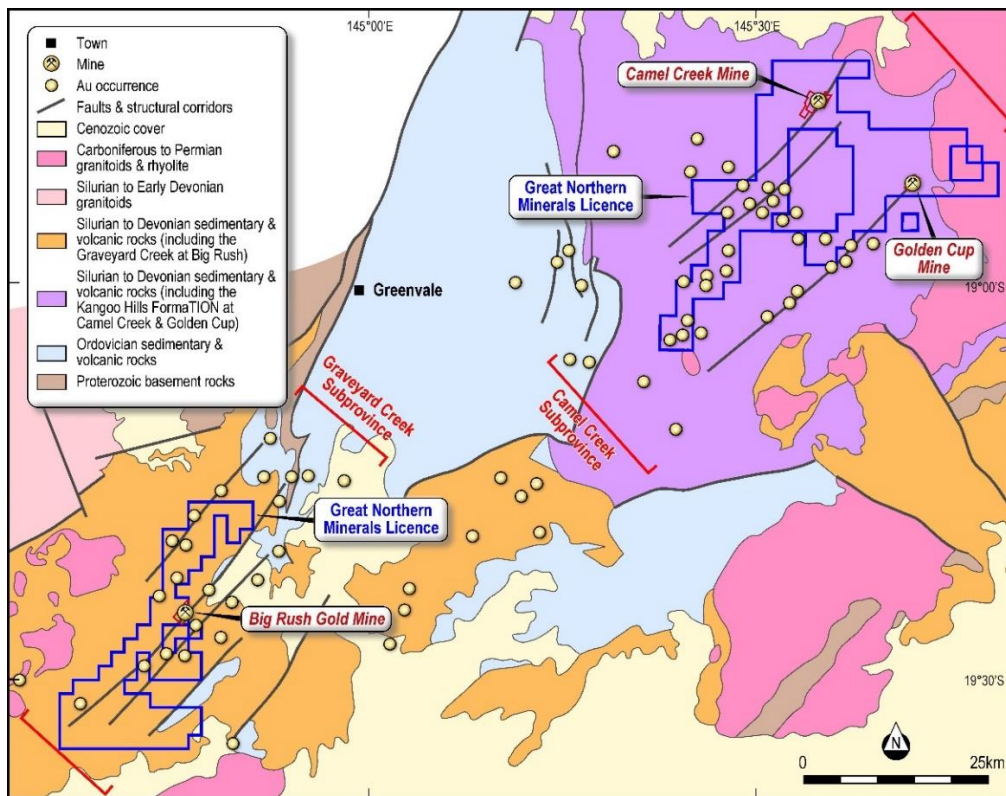 145°00'E
145°30'E
Town
Mine
Au occurrence
Faults & structural corridors
Cenozoic cover
Carboniferous to Permian
granitoids & rhyolite
Silurian to Early Devonian
granitoids
Silurian to Devonian sedimentary &
volcanic rocks (including the
Graveyard Creek at Big Rush)
Silurian to Devonian sedimentary &
volcanic rocks (including the
Kangoo Hills FormaTION at
Camel Creek & Golden Cup)
Ordovician sedimentary &
volcanic rocks
Proterozoic basement rocks
Camel Creek Mine
Great Northern
Minerals Licence
Golden Cup
Mine
19°00'S
Greenvale
Graveyard Creek
Subprovince
Camel Creek
Subprovince
Great Northern
Minerals Licence
Big Rush Gold Mine
19°30'S
N
0
25km